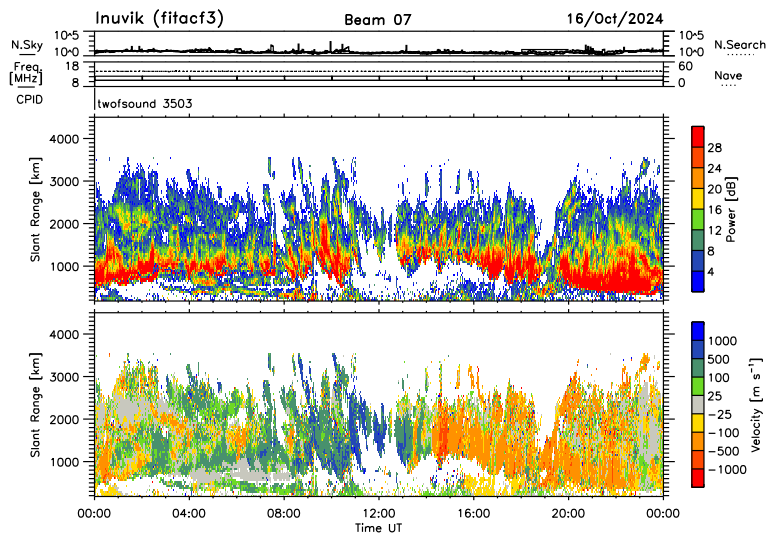 Inuvik (fitacf3) Beam 07 16/Oct/2024
N.Sky 10^5 10^0 10^5 10^0 N.Search
Freq. [MHz] 18 8 60 0 Nave
CPID twofsound 3503
Slant Range [km] 4000 3000 2000 1000
Power [dB] 28 24 20 16 12 8 4
Slant Range [km] 4000 3000 2000 1000
Velocity [m s⁻¹] 1000 500 100 25 −25 −100 −500 −1000
00:00 04:00 08:00 12:00 16:00 20:00 00:00
Time UT